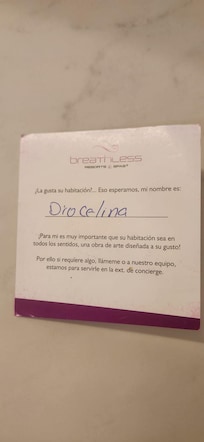 breathless
RESORTS & SPAS®
¿La gusta su habitación?... Eso esperamos, mi nombre es:
Diocelina
¡Para mi es muy importante que su habitación sea en
todos los sentidos, una obra de arte diseñada a su gusto!
Por ello si requiere algo, llámeme o a nuestro equipo,
estamos para servirle en la ext. de concierge.